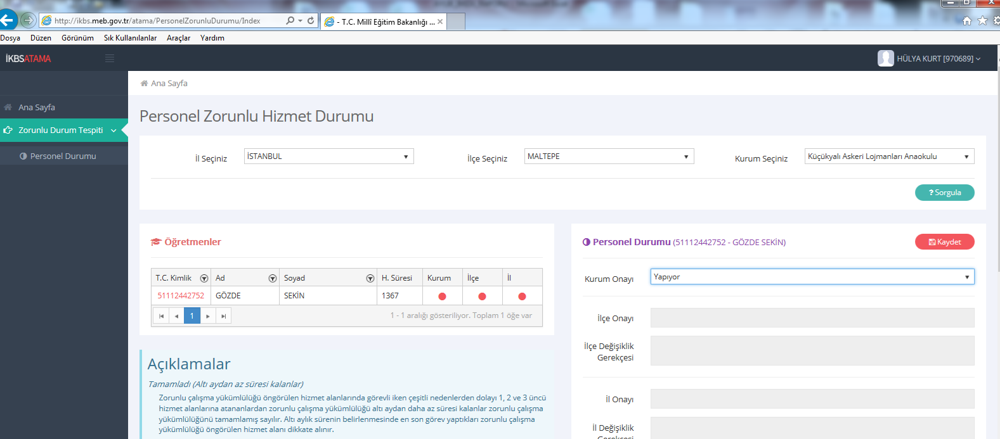 http://ikbs.meb.gov.tr/atama/PersonelZorunluDurumu/Index
- T.C. Millî Eğitim Bakanlığı ...
Dosya Düzen Görünüm Sık Kullanılanlar Araçlar Yardım
İKBSATAMA
HÜLYA KURT [970689]
Ana Sayfa
Ana Sayfa
Zorunlu Durum Tespiti
Personel Durumu
Personel Zorunlu Hizmet Durumu
İl Seçiniz İSTANBUL İlçe Seçiniz MALTEPE Kurum Seçiniz Küçükyalı Askeri Lojmanları Anaokulu
? Sorgula
Öğretmenler
T.C. Kimlik Ad Soyad H. Süresi Kurum İlçe İl
51112442752 GÖZDE SEKİN 1367
1 1 - 1 aralığı gösteriliyor. Toplam 1 öğe var
Açıklamalar
Tamamladı (Altı aydan az süresi kalanlar)
Zorunlu çalışma yükümlülüğü öngörülen hizmet alanlarında görevli iken çeşitli nedenlerden dolayı 1, 2 ve 3 üncü
hizmet alanlarına atananlardan zorunlu çalışma yükümlülüğü altı aydan daha az süresi kalanlar zorunlu çalışma
yükümlülüğünü tamamlamış sayılır. Altı aylık sürenin belirlenmesinde en son görev yaptıkları zorunlu çalışma
yükümlülüğü öngörülen hizmet alanı dikkate alınır.
Personel Durumu (51112442752 - GÖZDE SEKİN)
Kaydet
Kurum Onayı Yapıyor
İlçe Onayı
İlçe Değişiklik
Gerekçesi
İl Onayı
İl Değişiklik
Gerekçesi